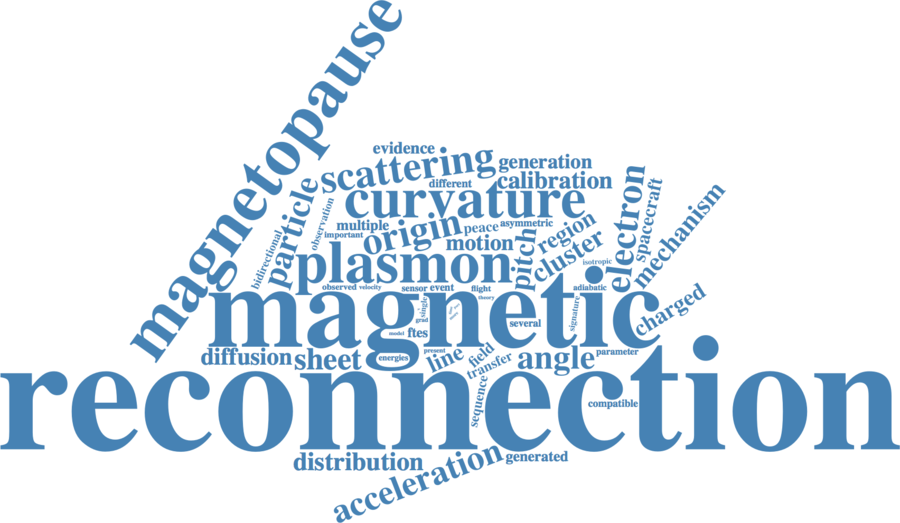 magnetopause
evidence
scattering
generation
different
calibration
curvature
particle
observation
electron
spacecraft
mechanism
multiple
important
origin
peace
asymmetric
motion
pitch
region
cluster
bidirectional
plasmon
isotropic
observed
velocity
sensor
event
flight
adiabatic
theory
magnetic
single
grad
several
signature
charged
model
ftes
diffusion
sheet
energies
present
line
field
transfer
angle
parameter
reconnection
sequence
compatible
distribution
acceleration
generated